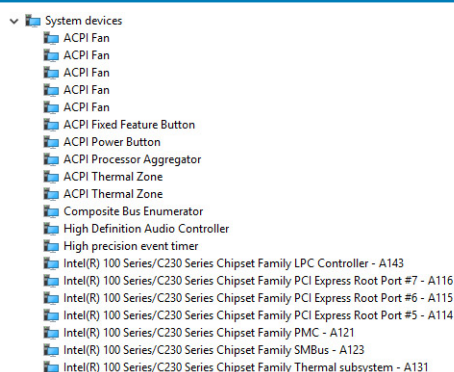 System devices
ACPI Fan
ACPI Fan
ACPI Fan
ACPI Fan
ACPI Fan
ACPI Fixed Feature Button
ACPI Power Button
ACPI Processor Aggregator
ACPI Thermal Zone
ACPI Thermal Zone
Composite Bus Enumerator
High Definition Audio Controller
High precision event timer
Intel(R) 100 Series/C230 Series Chipset Family LPC Controller - A143
Intel(R) 100 Series/C230 Series Chipset Family PCI Express Root Port #7 - A116
Intel(R) 100 Series/C230 Series Chipset Family PCI Express Root Port #6 - A115
Intel(R) 100 Series/C230 Series Chipset Family PCI Express Root Port #5 - A114
Intel(R) 100 Series/C230 Series Chipset Family PMC - A121
Intel(R) 100 Series/C230 Series Chipset Family SMBus - A123
Intel(R) 100 Series/C230 Series Chipset Family Thermal subsystem - A131